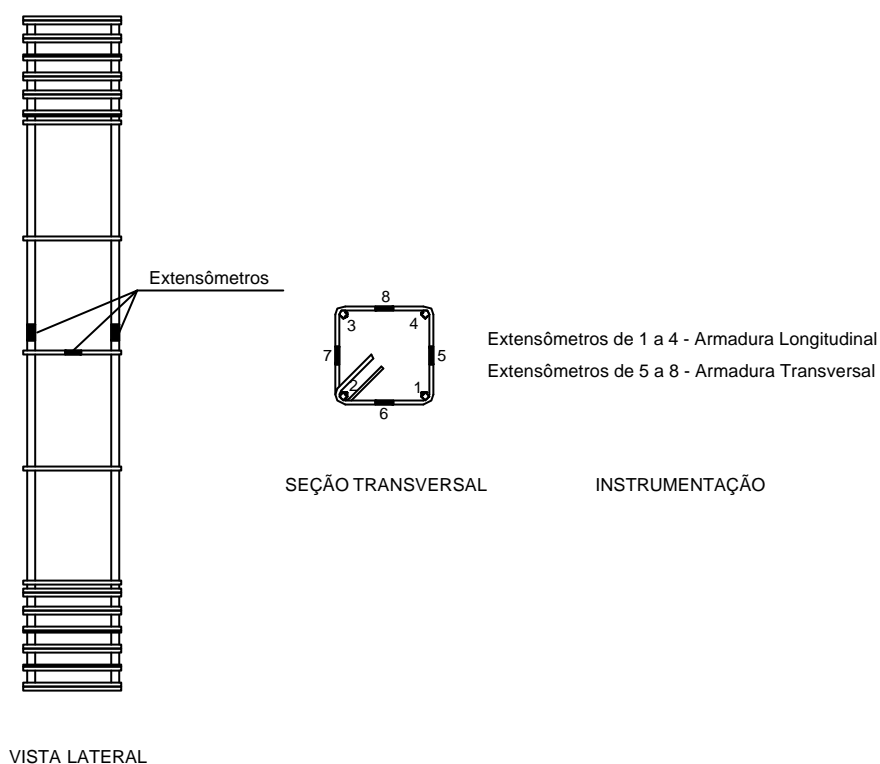 Extensômetros
8
3
4
7
5
2
1
6
Extensômetros de 1 a 4 - Armadura Longitudinal
Extensômetros de 5 a 8 - Armadura Transversal
SEÇÃO TRANSVERSAL
INSTRUMENTAÇÃO
VISTA LATERAL